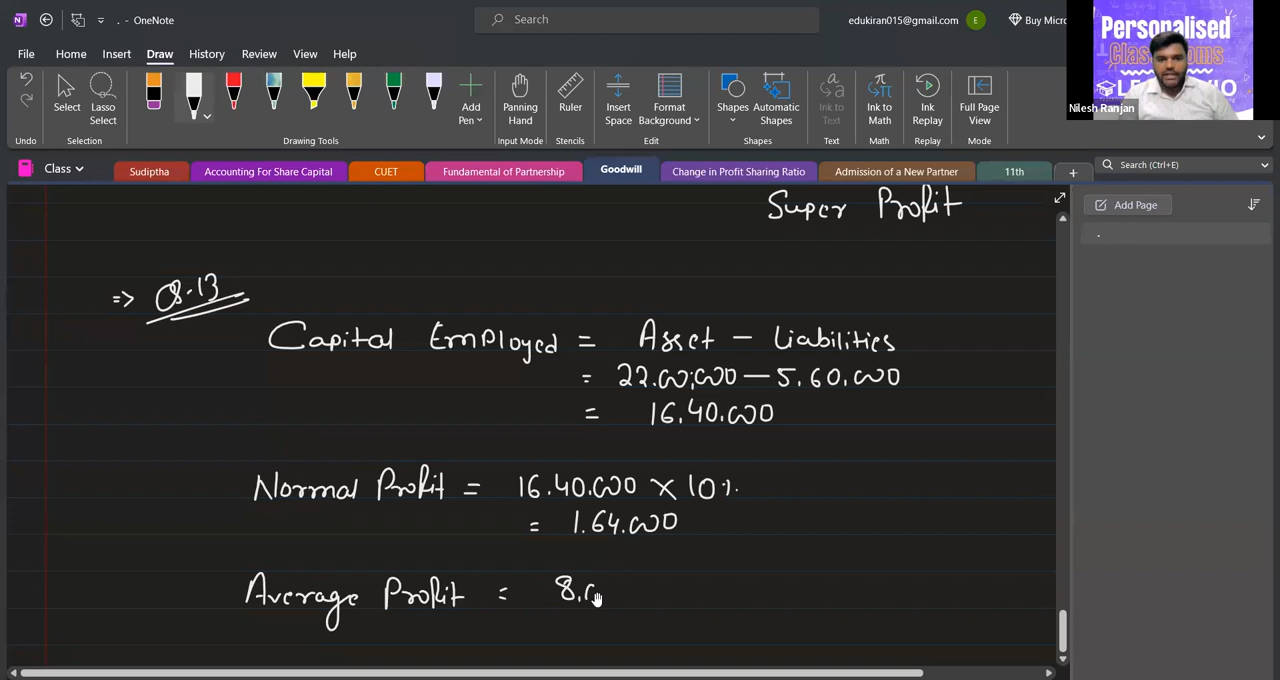 . - OneNote
Search
edukiran015@gmail.com
E
Buy Micr
File Home Insert Draw History Review View Help
Undo
Select
Lasso Select
Add Pen
Panning Hand
Ruler
Insert Space
Format Background
Shapes
Automatic Shapes
Ink to Text
Ink to Math
Ink Replay
Full Page View
Undo
Selection
Drawing Tools
Input Mode
Stencils
Edit
Shapes
Text
Math
Replay
Mode
Personalised
Nilesh Ranjan
Class
Sudiptha
Accounting For Share Capital
CUET
Fundamental of Partnership
Goodwill
Change in Profit Sharing Ratio
Admission of a New Partner
11th
+
Search (Ctrl+E)
Add Page
.
Super Profit
=> Q.13
Capital Employed = Asset - Liabilities
= 22.00,000 - 5.60.000
= 16.40.000
Normal Profit = 16.40.000 × 10%
= 1.64.000
Average Profit = 8.0